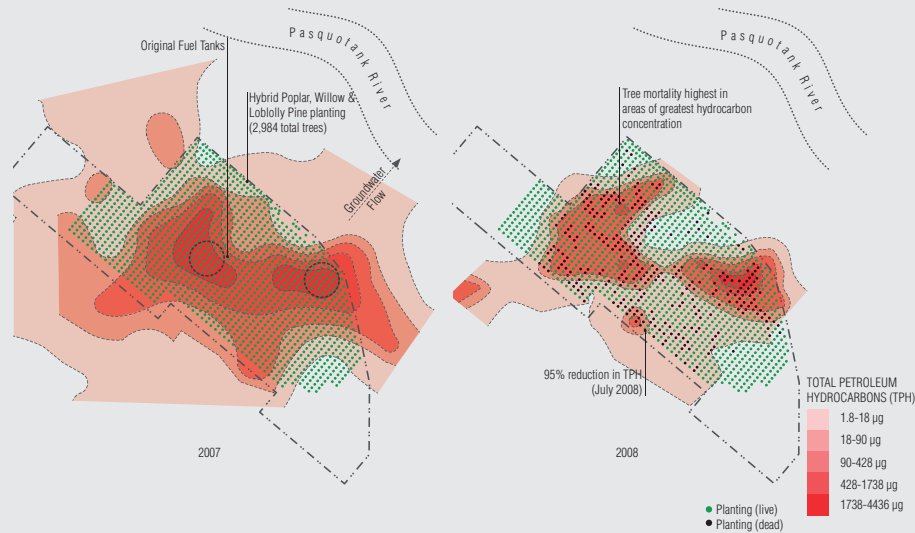 Pasquotank River
Original Fuel Tanks
Hybrid Poplar, Willow &
Loblolly Pine planting
(2,984 total trees)
Groundwater
Flow
2007
Pasquotank River
Tree mortality highest in
areas of greatest hydrocarbon
concentration
95% reduction in TPH
(July 2008)
2008
TOTAL PETROLEUM
HYDROCARBONS (TPH)
1.8-18 µg
18-90 µg
90-428 µg
428-1738 µg
1738-4436 µg
Planting (live)
Planting (dead)